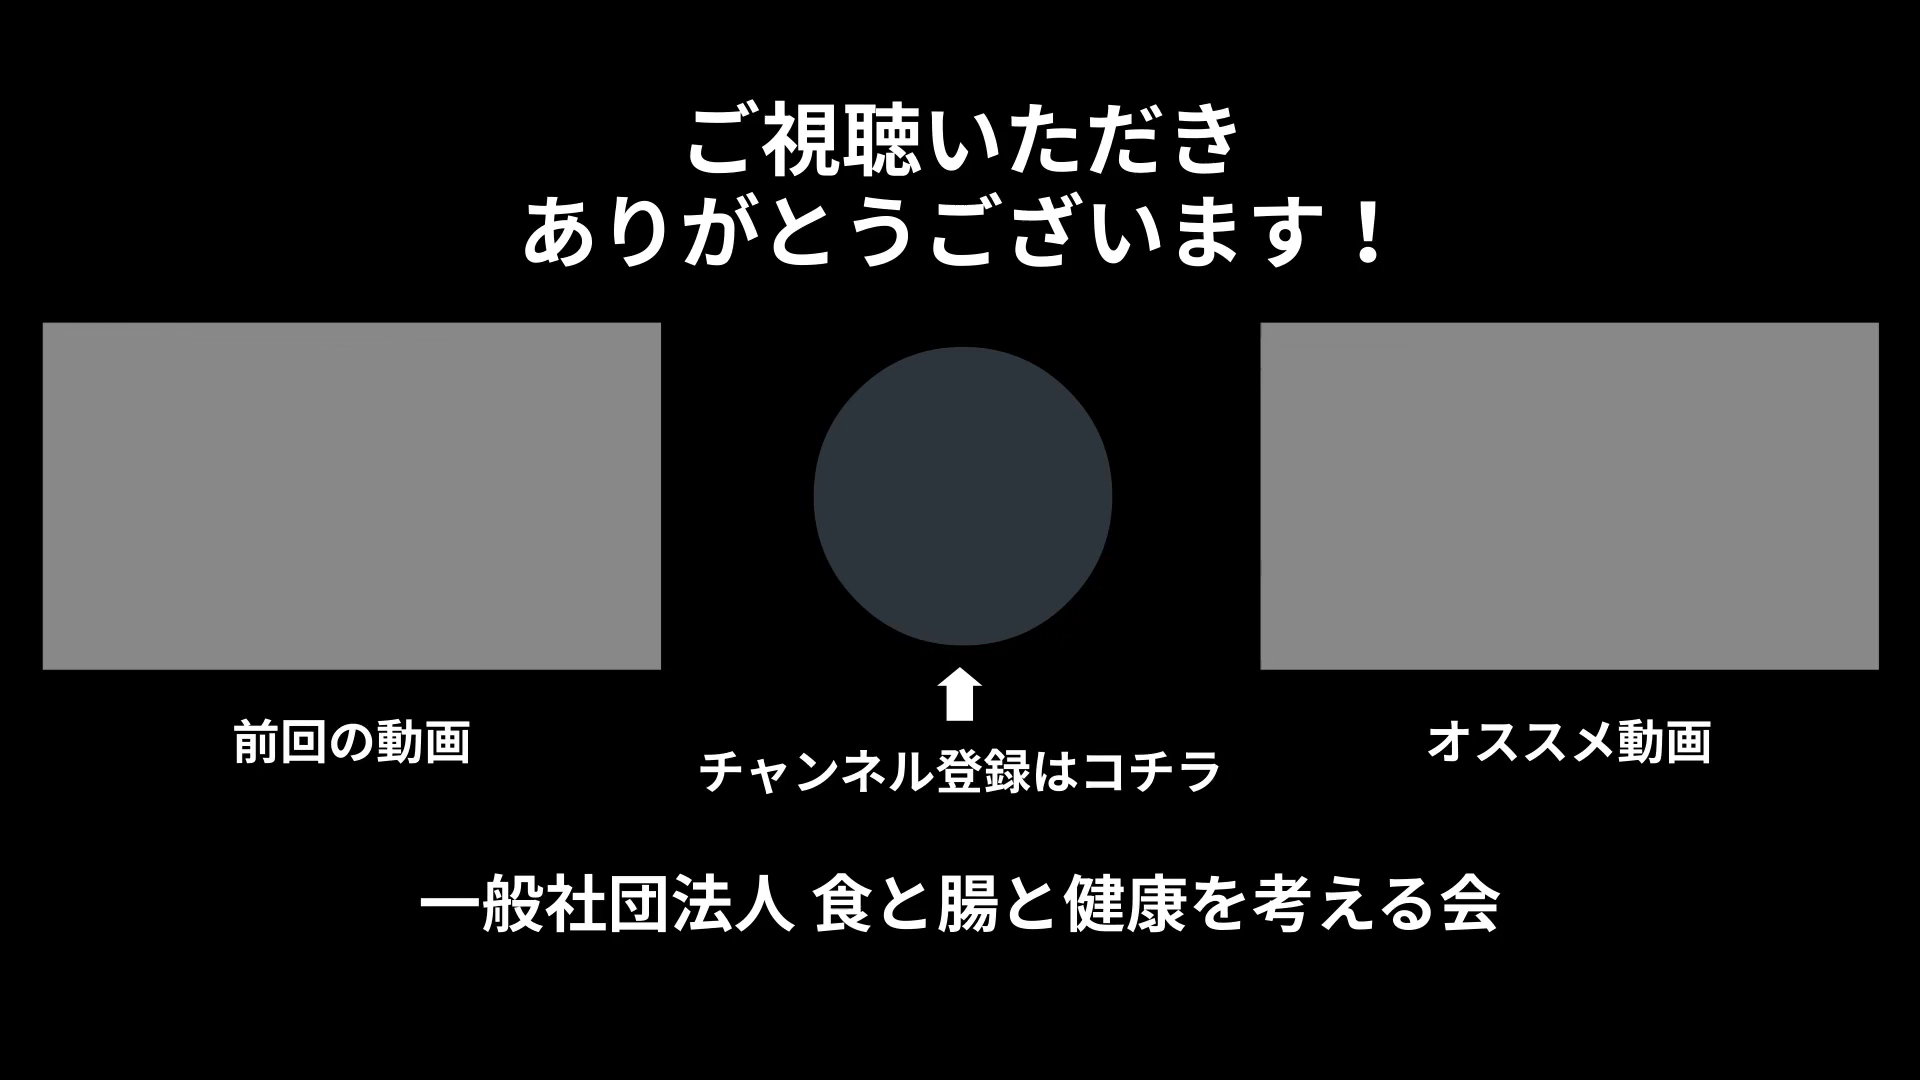 ご視聴いただき
ありがとうございます！
前回の動画
チャンネル登録はコチラ
オススメ動画
一般社団法人 食と腸と健康を考える会